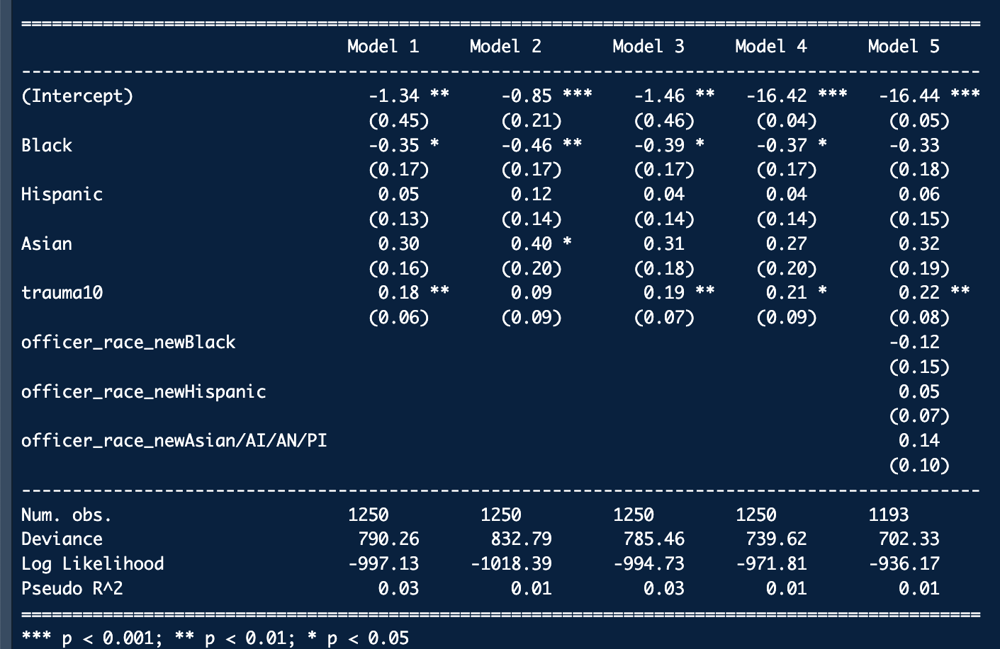 ==============================================================================================
                                Model 1      Model 2       Model 3     Model 4       Model 5
----------------------------------------------------------------------------------------------
(Intercept)                       -1.34 **     -0.85 ***    -1.46 **  -16.42 ***   -16.44 ***
                                  (0.45)       (0.21)       (0.46)      (0.04)       (0.05)
Black                             -0.35 *      -0.46 **     -0.39 *     -0.37 *      -0.33
                                  (0.17)       (0.17)       (0.17)      (0.17)       (0.18)
Hispanic                           0.05         0.12         0.04        0.04         0.06
                                  (0.13)       (0.14)       (0.14)      (0.14)       (0.15)
Asian                              0.30         0.40 *       0.31        0.27         0.32
                                  (0.16)       (0.20)       (0.18)      (0.20)       (0.19)
trauma10                           0.18 **      0.09         0.19 **     0.21 *       0.22 **
                                  (0.06)       (0.09)       (0.07)      (0.09)       (0.08)
officer_race_newBlack                                                                -0.12
                                                                                     (0.15)
officer_race_newHispanic                                                              0.05
                                                                                     (0.07)
officer_race_newAsian/AI/AN/PI                                                        0.14
                                                                                     (0.10)
----------------------------------------------------------------------------------------------
Num. obs.                       1250         1250         1250        1250         1193
Deviance                         790.26       832.79       785.46      739.62       702.33
Log Likelihood                  -997.13     -1018.39      -994.73     -971.81      -936.17
Pseudo R^2                         0.03         0.01         0.03        0.01         0.01
==============================================================================================
*** p < 0.001; ** p < 0.01; * p < 0.05